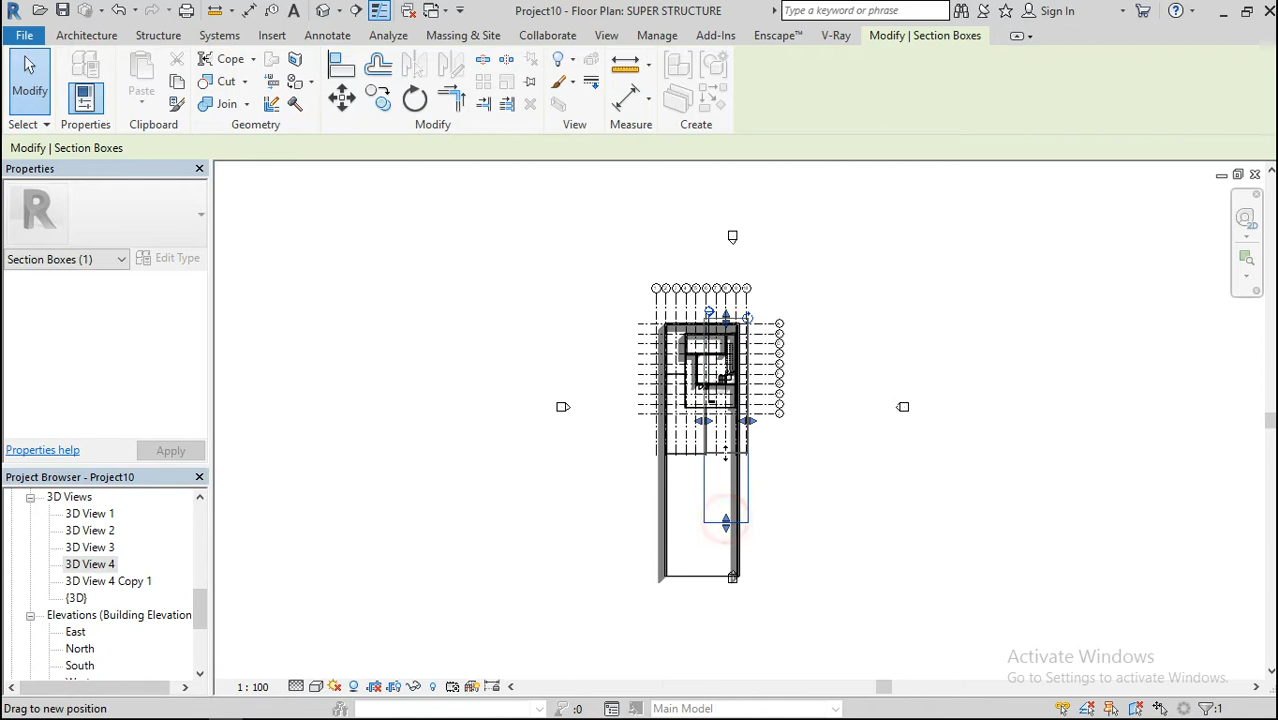 Project10 - Floor Plan: SUPER STRUCTURE
Type a keyword or phrase
Sign In
File Architecture Structure Systems Insert Annotate Analyze Massing & Site Collaborate View Manage Add-Ins Enscape™ V-Ray Modify | Section Boxes
Modify
Paste
Cope
Cut
Join
Select Properties Clipboard Geometry Modify View Measure Create
Modify | Section Boxes
Properties
Section Boxes (1)
Edit Type
Properties help
Apply
Project Browser - Project10
3D Views
3D View 1
3D View 2
3D View 3
3D View 4
3D View 4 Copy 1
{3D}
Elevations (Building Elevation
East
North
South
1 : 100
Activate Windows
Go to Settings to activate Windows.
Drag to new position
:0
Main Model
:1